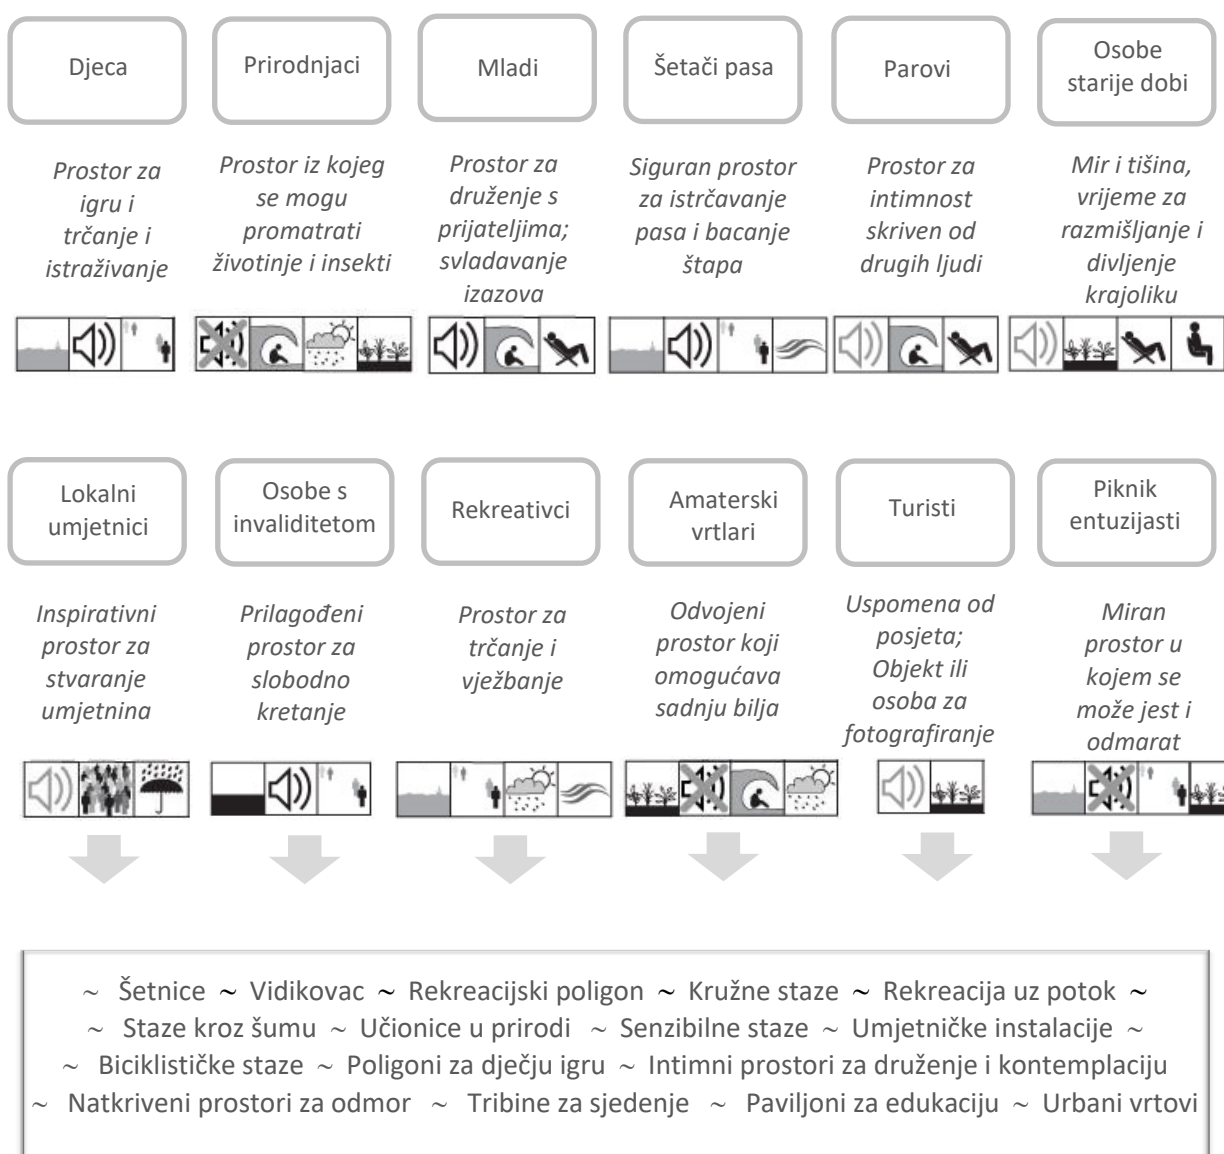 Djeca
Prirodnjaci
Mladi
Šetači pasa
Parovi
Osobe
starije dobi
Prostor za
igru i
trčanje i
istraživanje
Prostor iz kojeg
se mogu
promatrati
životinje i insekti
Prostor za
druženje s
prijateljima;
svladavanje
izazova
Siguran prostor
za istrčavanje
pasa i bacanje
štapa
Prostor za
intimnost
skriven od
drugih ljudi
Mir i tišina,
vrijeme za
razmišljanje i
divljenje
krajoliku
Lokalni
umjetnici
Osobe s
invaliditetom
Rekreativci
Amaterski
vrtlari
Turisti
Piknik
entuzijasti
Inspirativni
prostor za
stvaranje
umjetnina
Prilagođeni
prostor za
slobodno
kretanje
Prostor za
trčanje i
vježbanje
Odvojeni
prostor koji
omogućava
sadnju bilja
Uspomena od
posjeta;
Objekt ili
osoba za
fotografiranje
Miran
prostor u
kojem se
može jest i
odmarat
~ Šetnice ~ Vidikovac ~ Rekreacijski poligon ~ Kružne staze ~ Rekreacija uz potok ~
~ Staze kroz šumu ~ Učionice u prirodi ~ Senzibilne staze ~ Umjetničke instalacije ~
~ Biciklističke staze ~ Poligoni za dječju igru ~ Intimni prostori za druženje i kontemplaciju
~ Natkriveni prostori za odmor ~ Tribine za sjedenje ~ Paviljoni za edukaciju ~ Urbani vrtovi